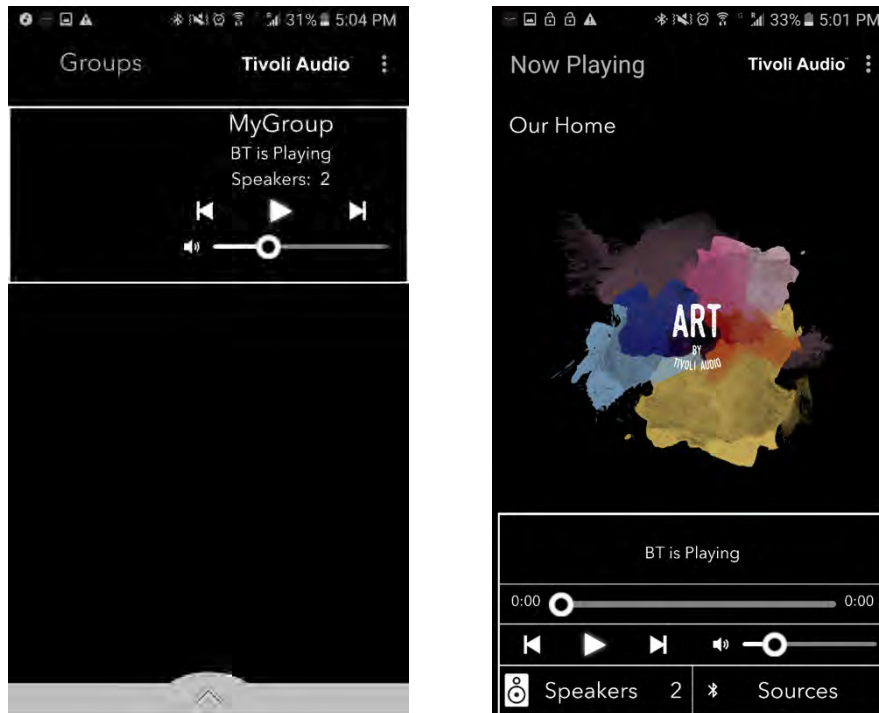 31% 5:04 PM
Groups Tivoli Audio
MyGroup
BT is Playing
Speakers: 2
33% 5:01 PM
Now Playing Tivoli Audio
Our Home
ART
BY
TIVOLI AUDIO
BT is Playing
0:00 0:00
Speakers 2 Sources